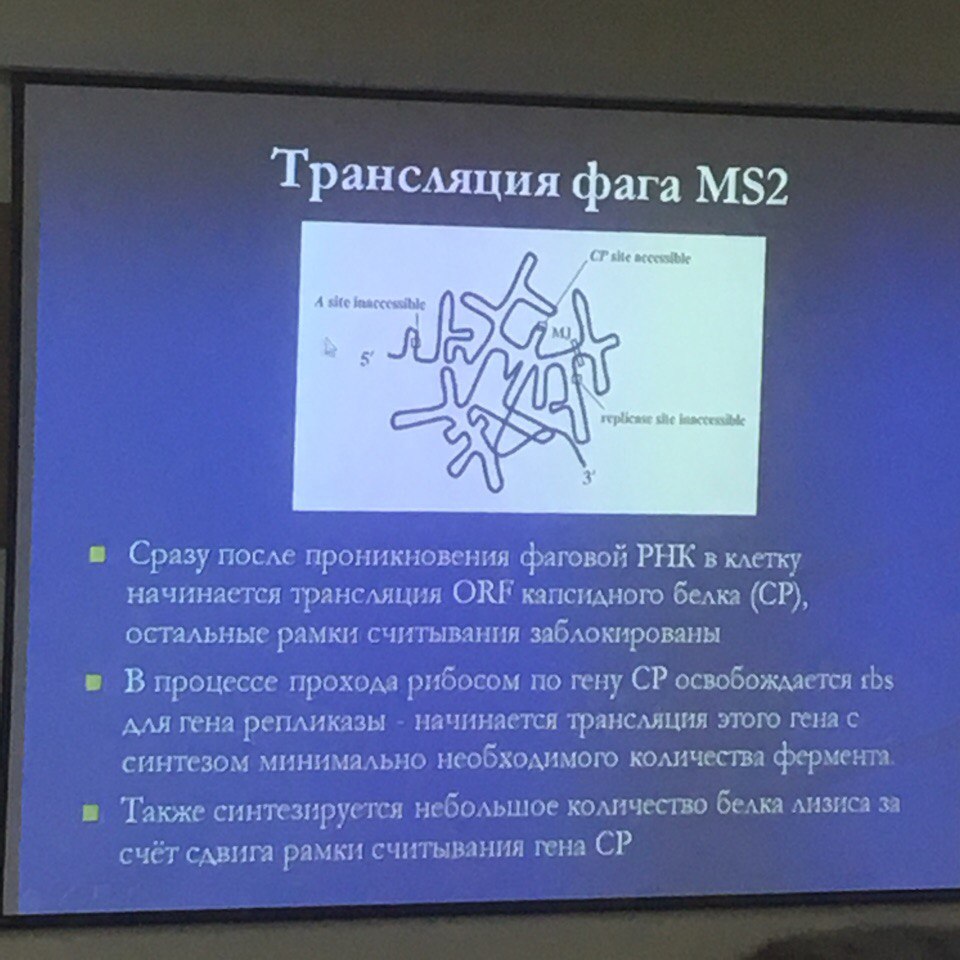 Трансляция фага MS2
CP site accessible
A site inaccessible
MJ
5'
replicase site inaccessible
3'
Сразу после проникновения фаговой РНК в клетку
начинается трансляция ORF капсидного белка (CP),
остальные рамки считывания заблокированы
В процессе прохода рибосом по гену CP освобождается rbs
для гена репликазы - начинается трансляция этого гена с
синтезом минимально необходимого количества фермента.
Также синтезируется небольшое количество белка лизиса за
счёт сдвига рамки считывания гена CP